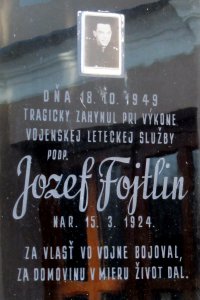 DŇA 18.10.1949
TRAGICKY ZAHYNUL PRI VÝKONE
VOJENSKEJ LETECKEJ SLUŽBY
PODP.
Jozef Fojtlin
NAR. 15.3.1924.
ZA VLASŤ VO VOJNE BOJOVAL,
ZA DOMOVINU V MIERU ŽIVOT DAL.